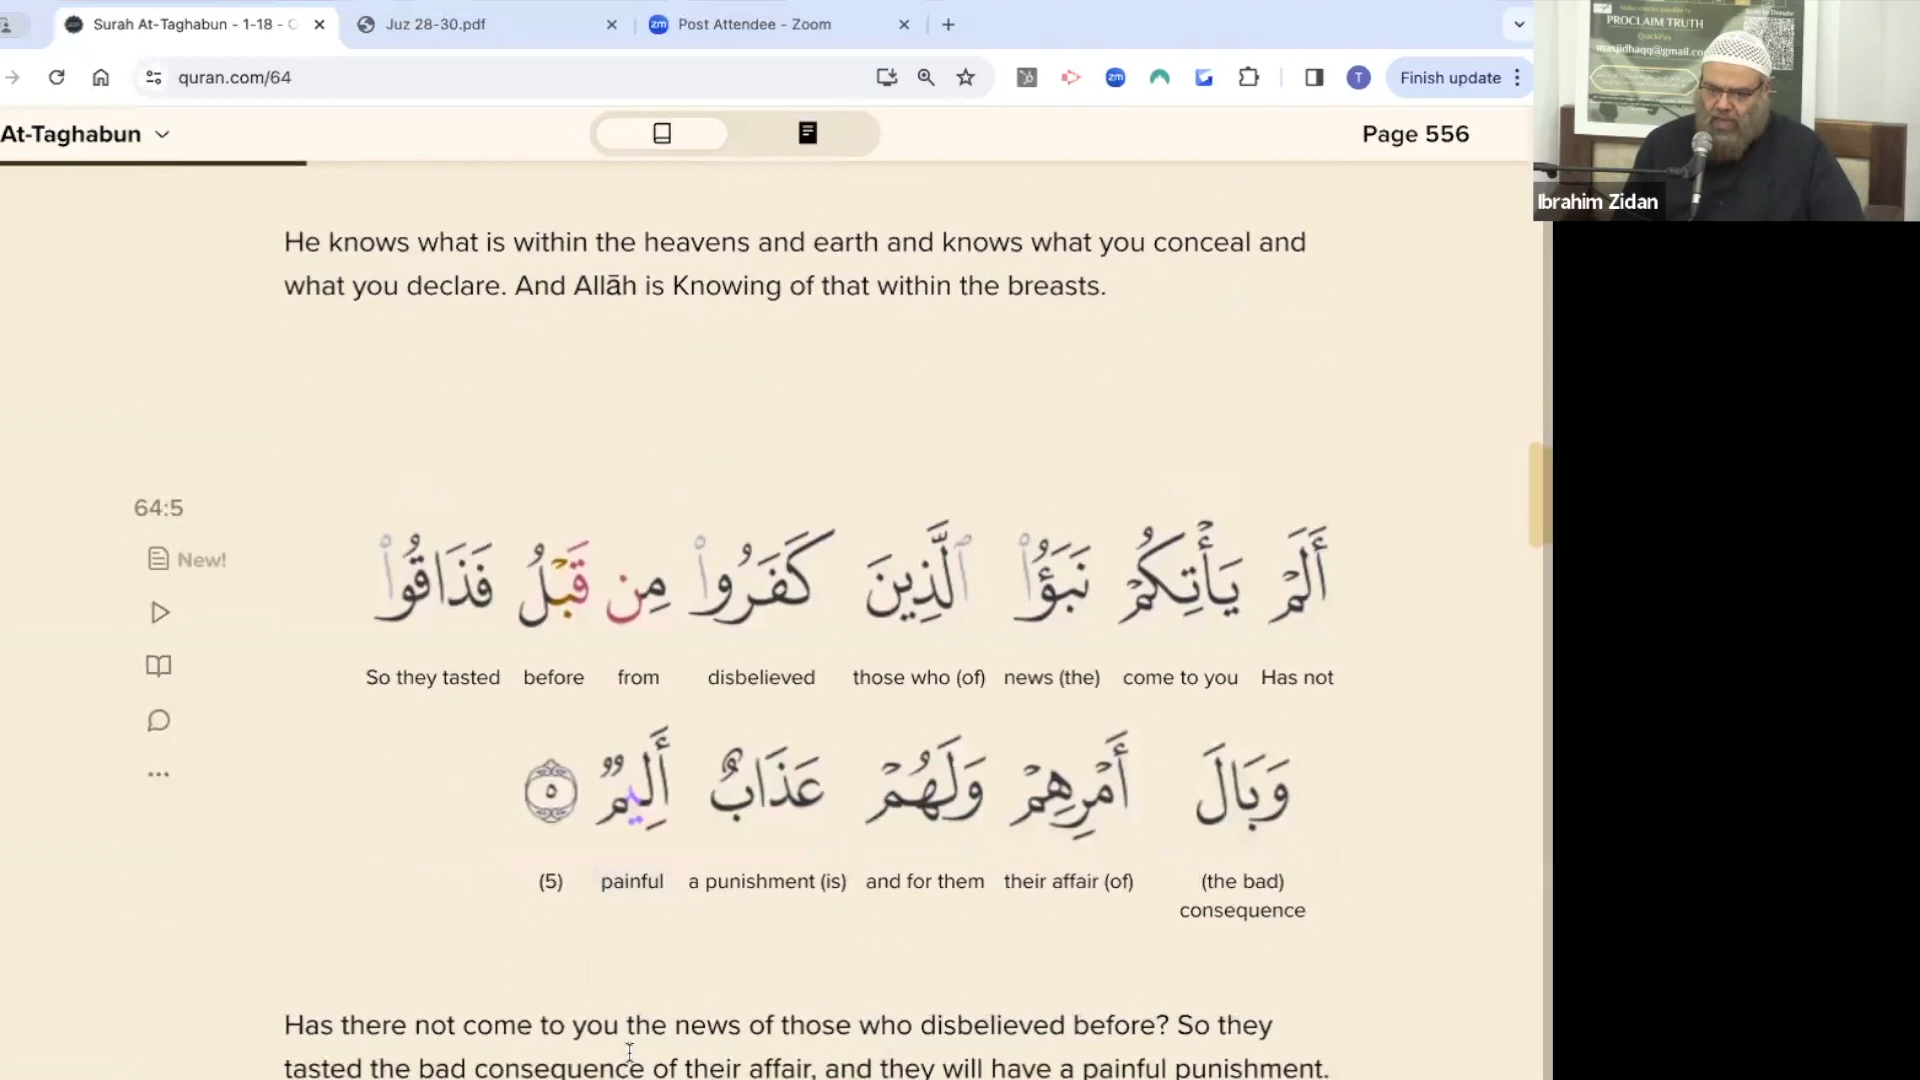 Surah At-Taghabun - 1-18 - Q
Juz 28-30.pdf
Post Attendee - Zoom
quran.com/64
Finish update
T
zm
At-Taghabun
Page 556
PROCLAIM TRUTH
QuickPay
masjidhaqq@gmail.com
Ibrahim Zidan
He knows what is within the heavens and earth and knows what you conceal and
what you declare. And Allāh is Knowing of that within the breasts.
64:5
New!
أَلَمْ يَأْتِكُمْ نَبَؤُا۟ ٱلَّذِينَ كَفَرُوا۟ مِن قَبْلُ فَذَاقُوا۟
So they tasted before from disbelieved those who (of) news (the) come to you Has not
وَبَالَ أَمْرِهِمْ وَلَهُمْ عَذَابٌ أَلِيمٌ ٥
(5) painful a punishment (is) and for them their affair (of) (the bad)
consequence
Has there not come to you the news of those who disbelieved before? So they
tasted the bad consequence of their affair, and they will have a painful punishment.